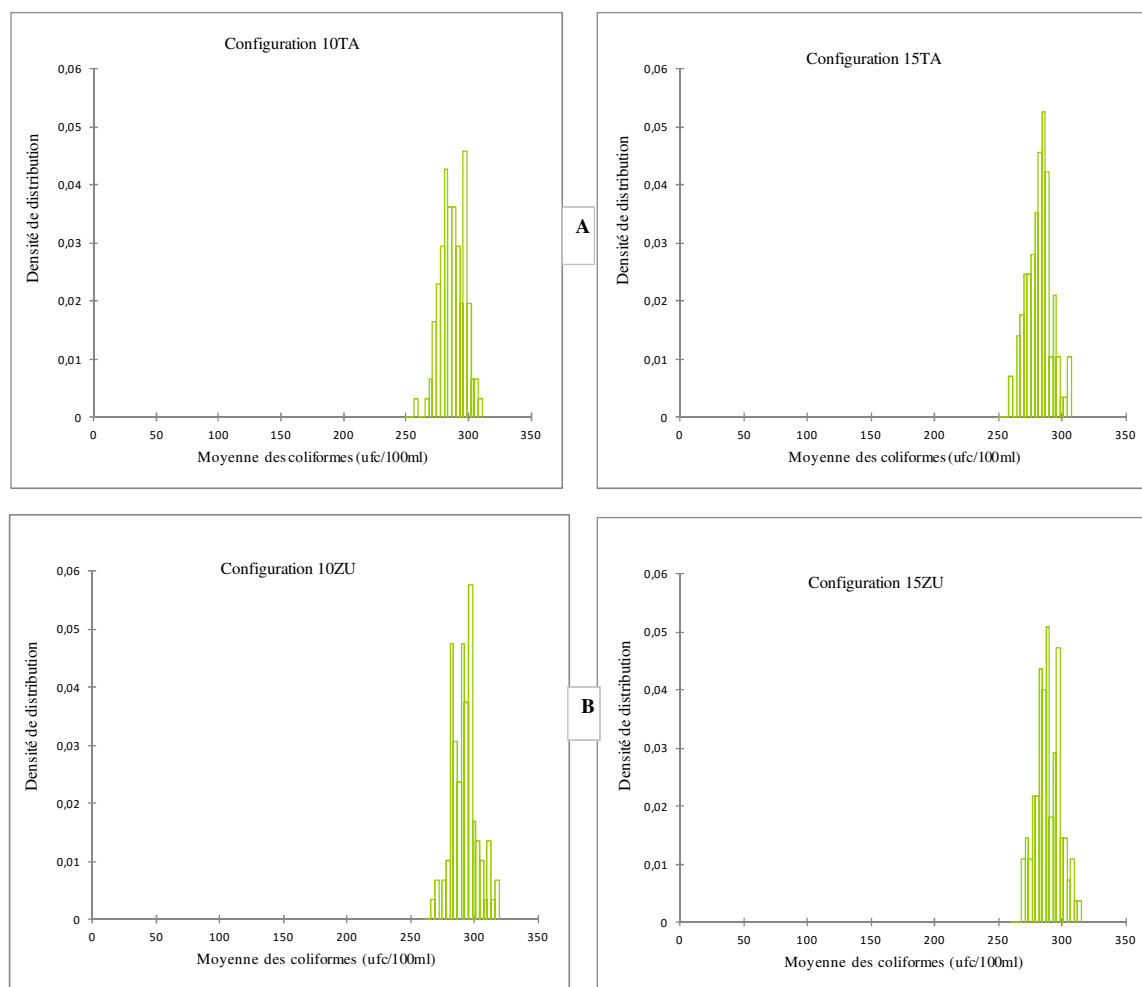 Configuration 10TA
0,06
0,05
0,04
0,03
0,02
0,01
0
Densité de distribution
0 50 100 150 200 250 300 350
Moyenne des coliformes (ufc/100ml)
A
Configuration 15TA
0,06
0,05
0,04
0,03
0,02
0,01
0
Densité de distribution
0 50 100 150 200 250 300 350
Moyenne des coliformes (ufc/100ml)
Configuration 10ZU
0,06
0,05
0,04
0,03
0,02
0,01
0
Densité de distribution
0 50 100 150 200 250 300 350
Moyenne des coliformes (ufc/100ml)
B
Configuration 15ZU
0,06
0,05
0,04
0,03
0,02
0,01
0
Densité de distribution
0 50 100 150 200 250 300 350
Moyenne des coliformes (ufc/100ml)